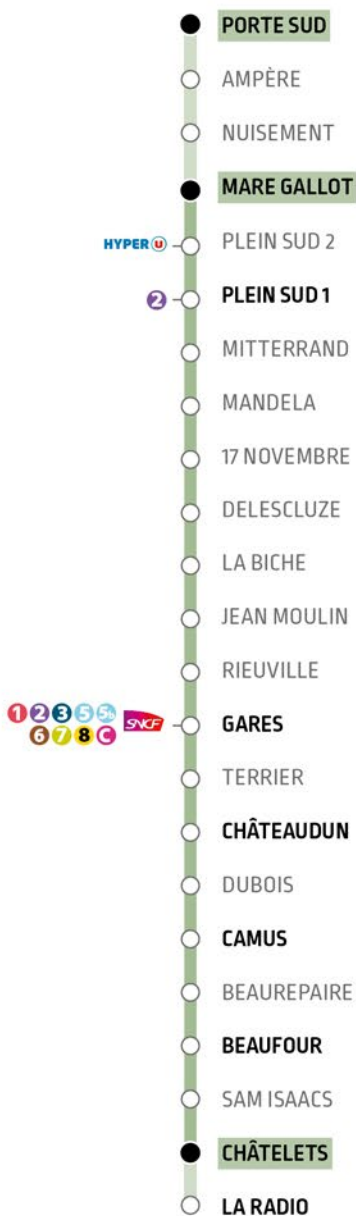 PORTE SUD
AMPÈRE
NUISEMENT
MARE GALLOT
HYPER U PLEIN SUD 2
2 PLEIN SUD 1
MITTERRAND
MANDELA
17 NOVEMBRE
DELESCLUZE
LA BICHE
JEAN MOULIN
RIEUVILLE
1 2 3 5 5b SNCF GARES
6 7 8 C
TERRIER
CHÂTEAUDUN
DUBOIS
CAMUS
BEAUREPAIRE
BEAUFOUR
SAM ISAACS
CHÂTELETS
LA RADIO